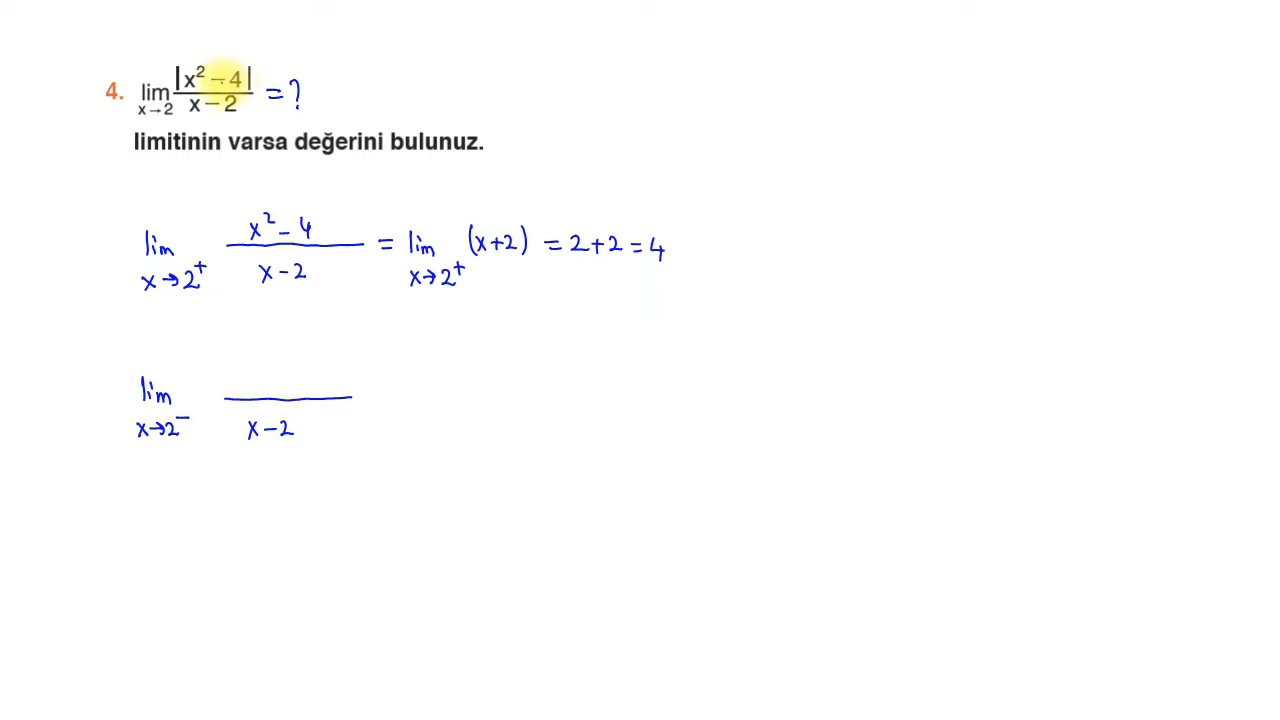 4. lim x→2 |x² − 4| / x − 2 = ?
limitinin varsa değerini bulunuz.
lim x→2⁺ x² − 4 / x − 2 = lim x→2⁺ (x+2) = 2+2 = 4
lim x→2⁻ / x − 2